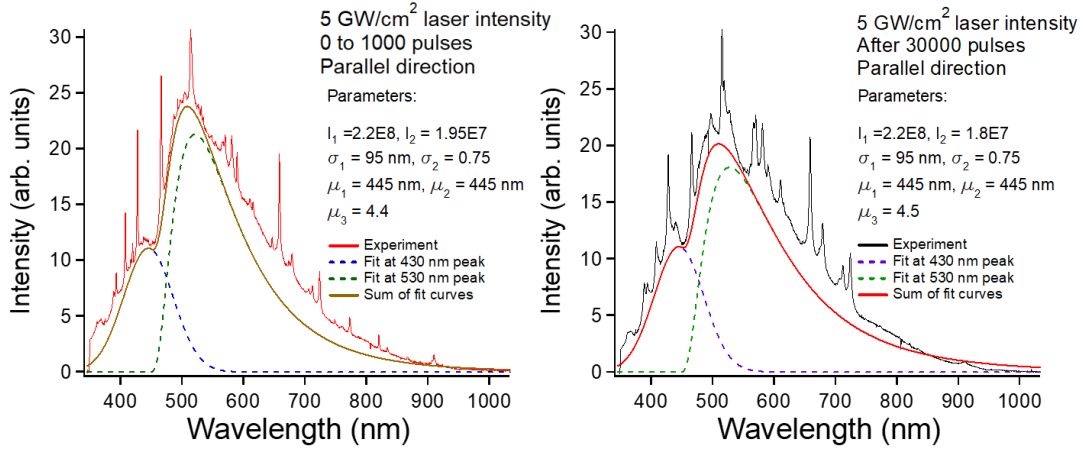 5 GW/cm² laser intensity
0 to 1000 pulses
Parallel direction
Parameters:
I₁ =2.2E8, I₂ = 1.95E7
σ₁ = 95 nm, σ₂ = 0.75
μ₁ = 445 nm, μ₂ = 445 nm
μ₃ = 4.4
Experiment
Fit at 430 nm peak
Fit at 530 nm peak
Sum of fit curves
Intensity (arb. units)
30
25
20
15
10
5
0
400 500 600 700 800 900 1000
Wavelength (nm)
5 GW/cm² laser intensity
After 30000 pulses
Parallel direction
Parameters:
I₁ =2.2E8, I₂ = 1.8E7
σ₁ = 95 nm, σ₂ = 0.75
μ₁ = 445 nm, μ₂ = 445 nm
μ₃ = 4.5
Experiment
Fit at 430 nm peak
Fit at 530 nm peak
Sum of fit curves
Intensity (arb. units)
30
25
20
15
10
5
0
400 500 600 700 800 900 1000
Wavelength (nm)